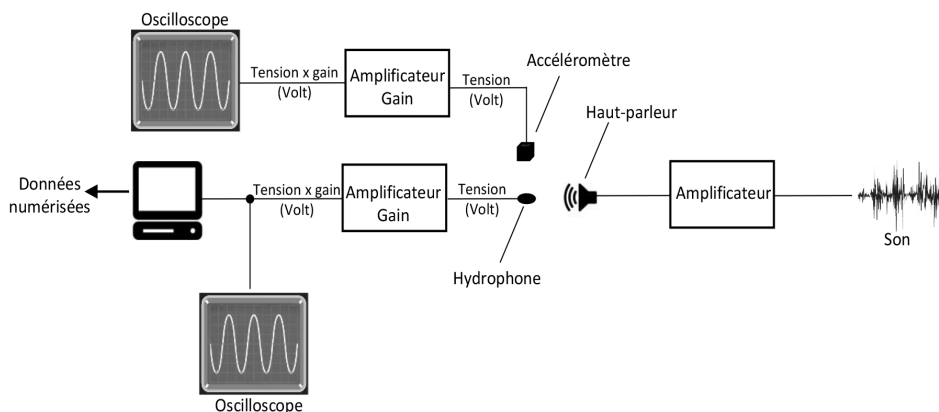 Oscilloscope
Tension x gain
(Volt)
Amplificateur
Gain
Tension
(Volt)
Accéléromètre
Haut-parleur
Données
numérisées
Tension x gain
(Volt)
Amplificateur
Gain
Tension
(Volt)
Amplificateur
Son
Hydrophone
Oscilloscope